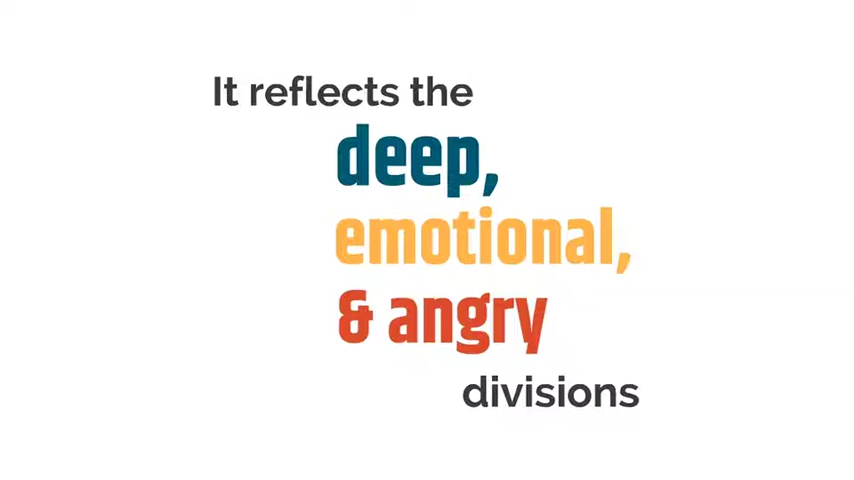 It reflects the
deep,
emotional,
& angry
divisions